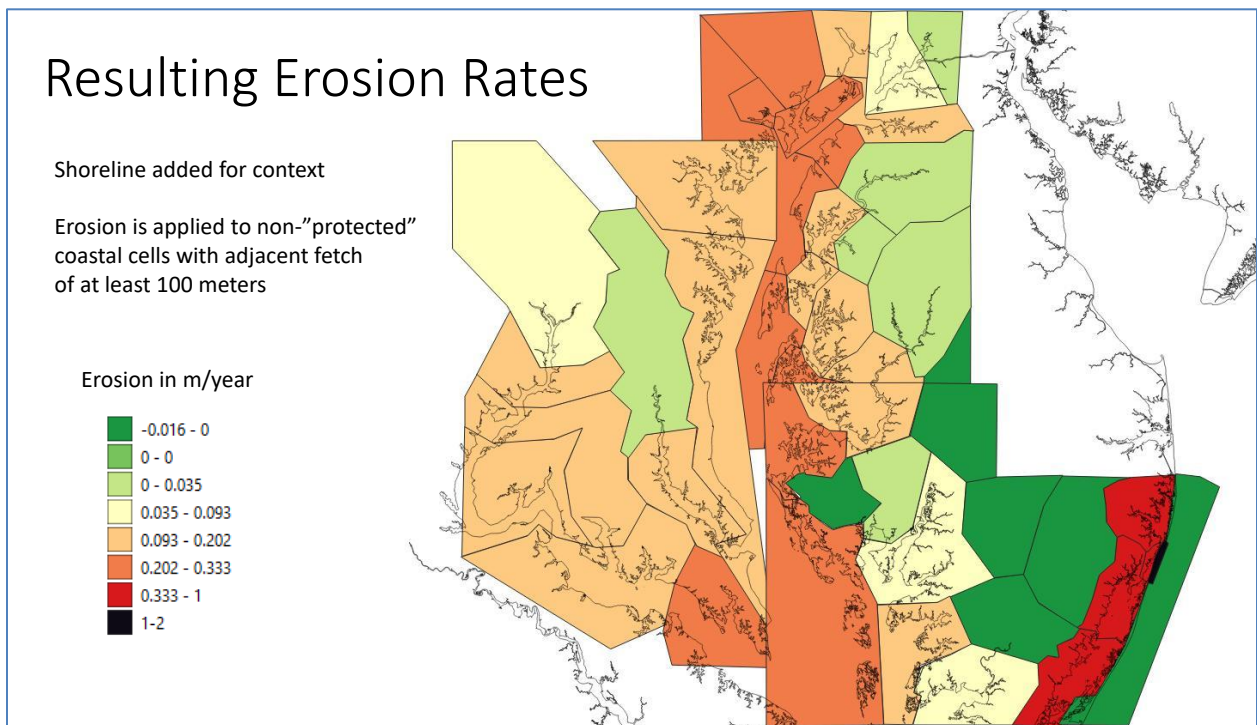 Resulting Erosion Rates
Shoreline added for context
Erosion is applied to non-”protected”
coastal cells with adjacent fetch
of at least 100 meters
Erosion in m/year
-0.016 - 0
0 - 0
0 - 0.035
0.035 - 0.093
0.093 - 0.202
0.202 - 0.333
0.333 - 1
1-2